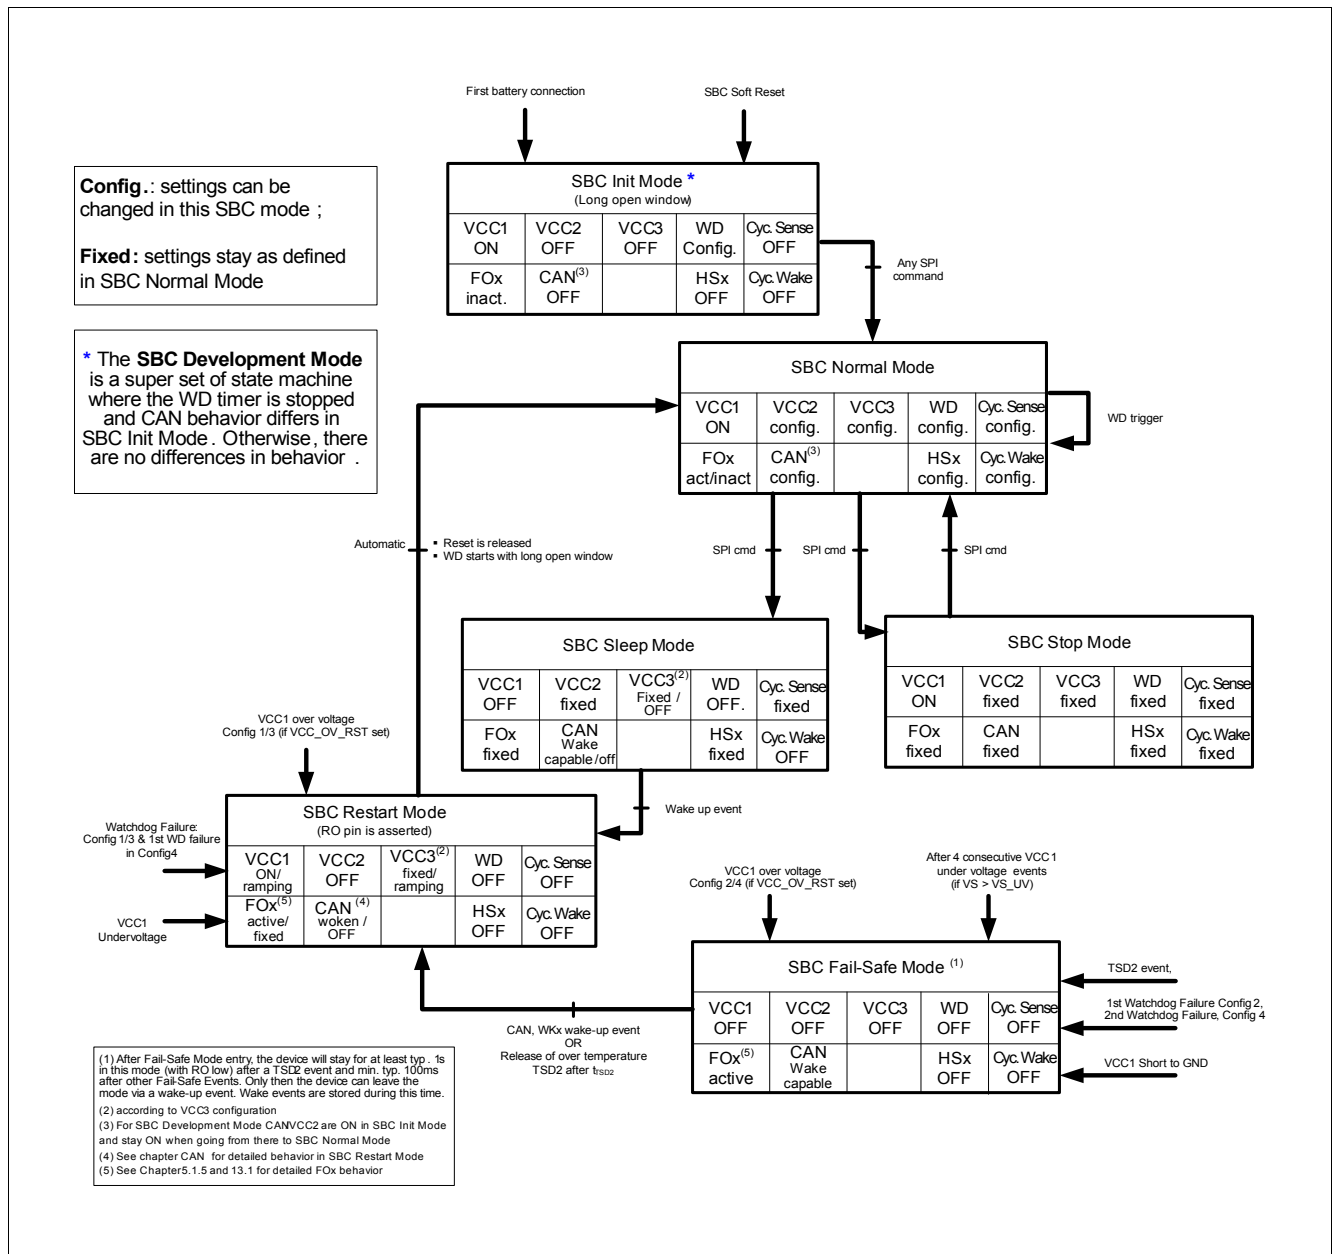 First battery connection
SBC Soft Reset
Config.: settings can be
changed in this SBC mode ;
Fixed: settings stay as defined
in SBC Normal Mode
SBC Init Mode *
(Long open window)
VCC1
ON
VCC2
OFF
VCC3
OFF
WD
Config.
Cyc. Sense
OFF
FOx
inact.
CAN(3)
OFF
HSx
OFF
Cyc. Wake
OFF
Any SPI
command
* The SBC Development Mode
is a super set of state machine
where the WD timer is stopped
and CAN behavior differs in
SBC Init Mode . Otherwise , there
are no differences in behavior .
SBC Normal Mode
VCC1
ON
VCC2
config.
VCC3
config.
WD
config.
Cyc. Sense
config.
FOx
act/inact
CAN(3)
config.
HSx
config.
Cyc. Wake
config.
WD trigger
Automatic
▪ Reset is released
▪ WD starts with long open window
SPI cmd
SPI cmd
SPI cmd
SBC Sleep Mode
VCC1
OFF
VCC2
fixed
VCC3(2)
Fixed /
OFF
WD
OFF.
Cyc. Sense
fixed
FOx
fixed
CAN
Wake
capable /off
HSx
fixed
Cyc. Wake
OFF
SBC Stop Mode
VCC1
ON
VCC2
fixed
VCC3
fixed
WD
fixed
Cyc. Sense
fixed
FOx
fixed
CAN
fixed
HSx
fixed
Cyc. Wake
fixed
VCC1 over voltage
Config 1/3 (if VCC_OV_RST set)
Wake up event
Watchdog Failure:
Config 1/3 & 1st WD failure
in Config4
VCC1
Undervoltage
SBC Restart Mode
(RO pin is asserted)
VCC1
ON/
ramping
VCC2
OFF
VCC3(2)
fixed/
ramping
WD
OFF
Cyc. Sense
OFF
FOx(5)
active/
fixed
CAN(4)
woken /
OFF
HSx
OFF
Cyc. Wake
OFF
VCC1 over voltage
Config 2/4 (if VCC_OV_RST set)
After 4 consecutive VCC1
under voltage events
(if VS > VS_UV)
SBC Fail-Safe Mode (1)
VCC1
OFF
VCC2
OFF
VCC3
OFF
WD
OFF
Cyc. Sense
OFF
FOx(5)
active
CAN
Wake
capable
HSx
OFF
Cyc. Wake
OFF
TSD2 event,
1st Watchdog Failure Config 2,
2nd Watchdog Failure, Config 4
VCC1 Short to GND
CAN, WKx wake-up event
OR
Release of over temperature
TSD2 after tTSD2
(1) After Fail-Safe Mode entry, the device will stay for at least typ . 1s
in this mode (with RO low) after a TSD2 event and min. typ. 100ms
after other Fail-Safe Events. Only then the device can leave the
mode via a wake-up event. Wake events are stored during this time.
(2) according to VCC3 configuration
(3) For SBC Development Mode CAN/VCC2 are ON in SBC Init Mode
and stay ON when going from there to SBC Normal Mode
(4) See chapter CAN for detailed behavior in SBC Restart Mode
(5) See Chapter 5.1.5 and 13.1 for detailed FOx behavior